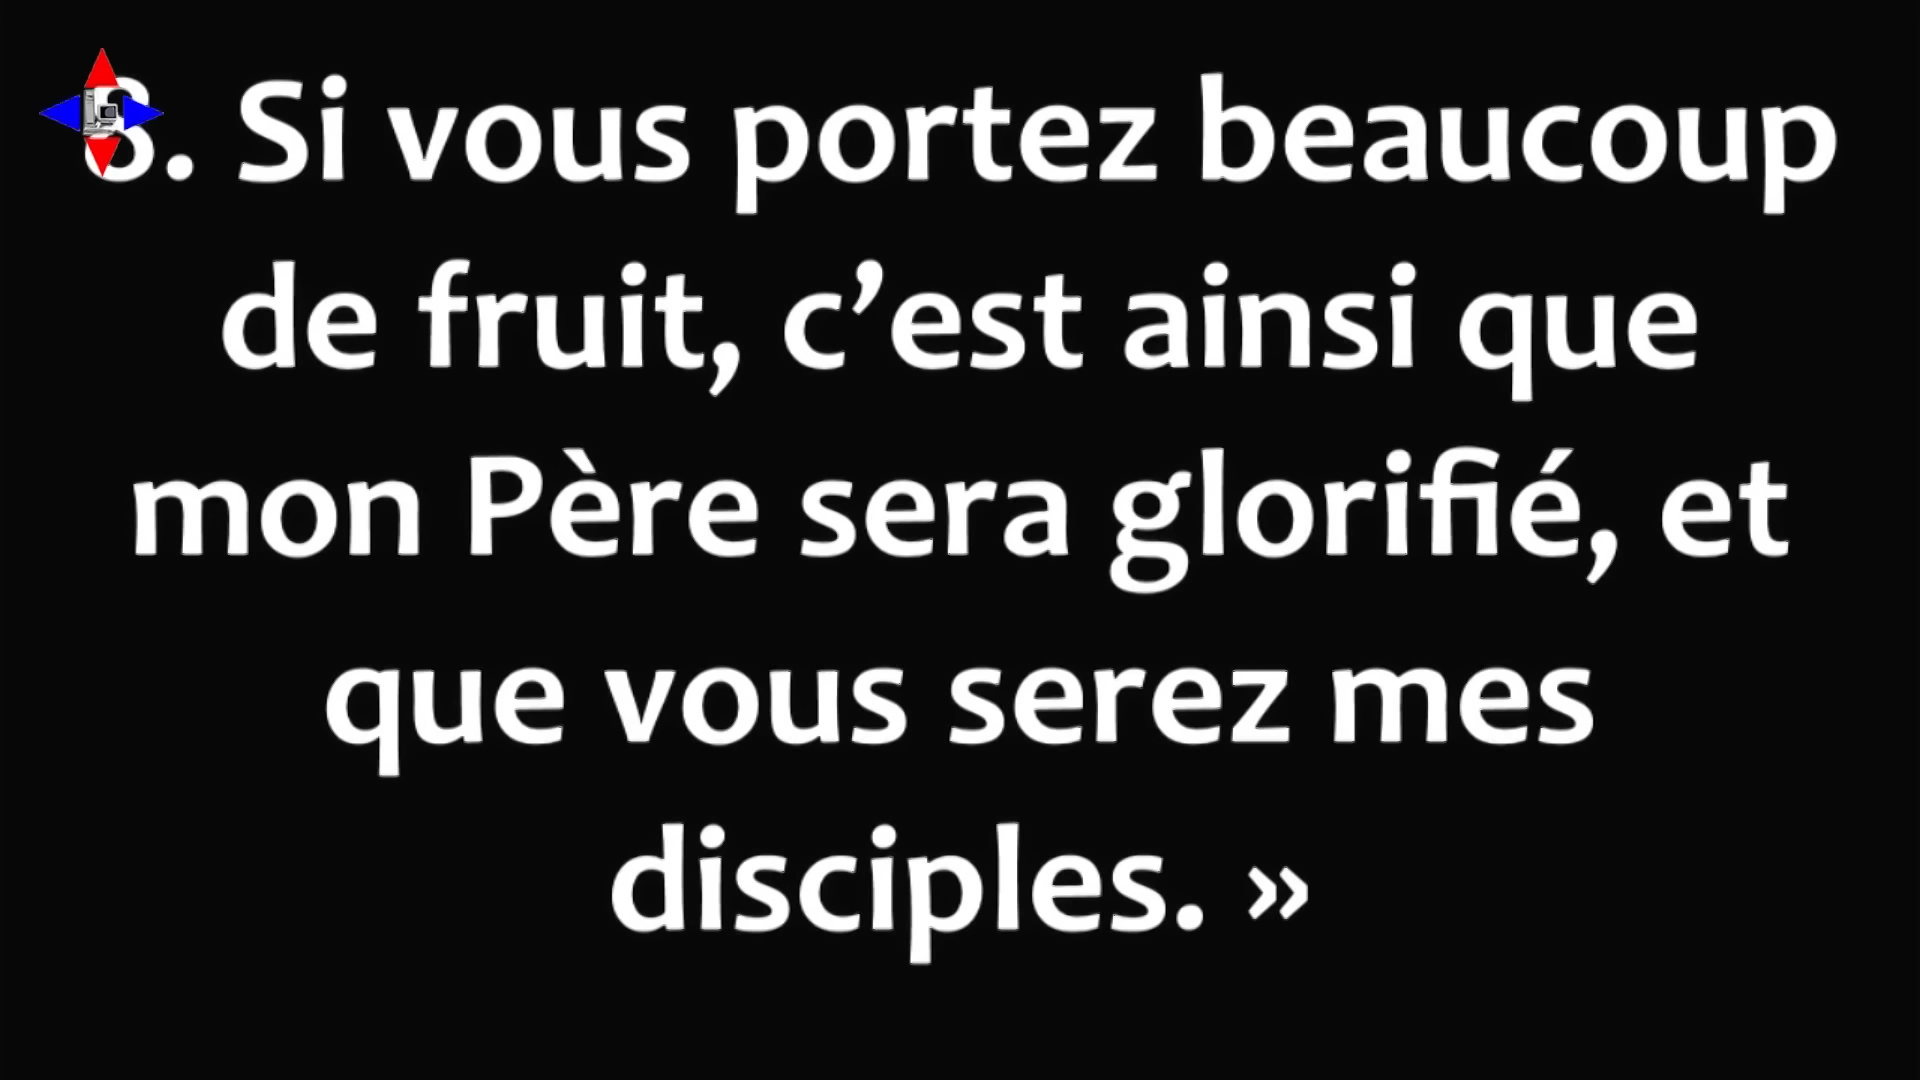 8. Si vous portez beaucoup
de fruit, c’est ainsi que
mon Père sera glorifié, et
que vous serez mes
disciples. »